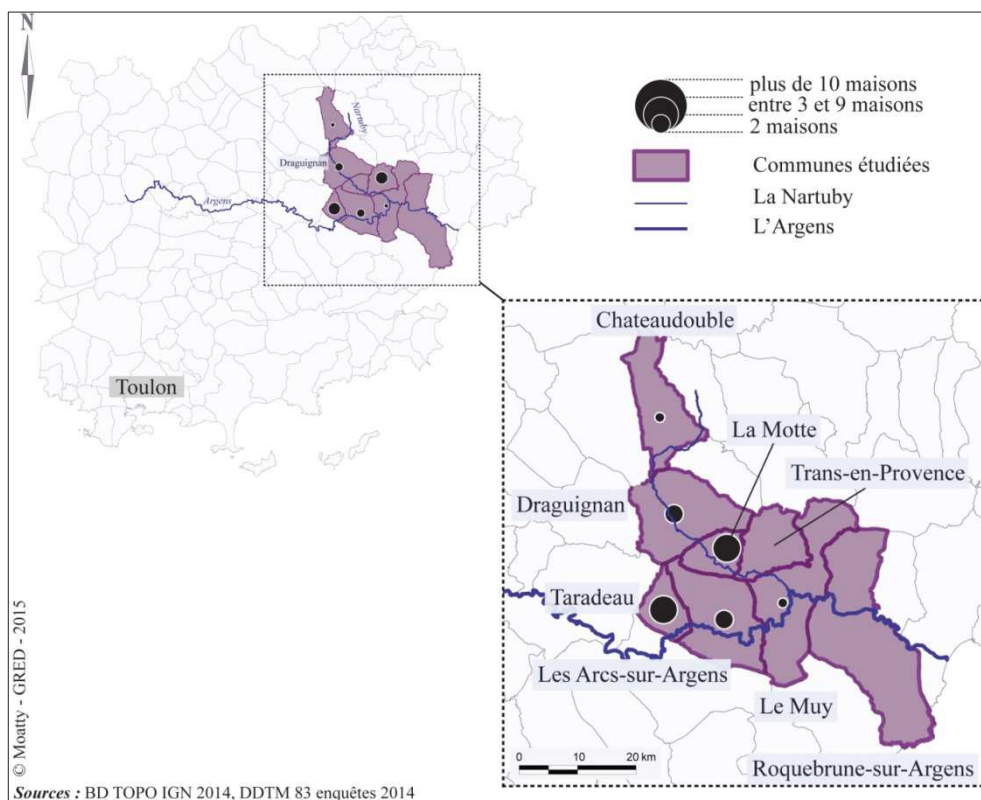 N
plus de 10 maisons
entre 3 et 9 maisons
2 maisons
Communes étudiées
La Nartuby
L'Argens
Nartuby
Draguignan
Argens
Toulon
Chateaudouble
La Motte
Trans-en-Provence
Draguignan
Taradeau
Les Arcs-sur-Argens
Le Muy
Roquebrune-sur-Argens
0 10 20 km
© Moatty - GRED - 2015
Sources : BD TOPO IGN 2014, DDTM 83 enquêtes 2014